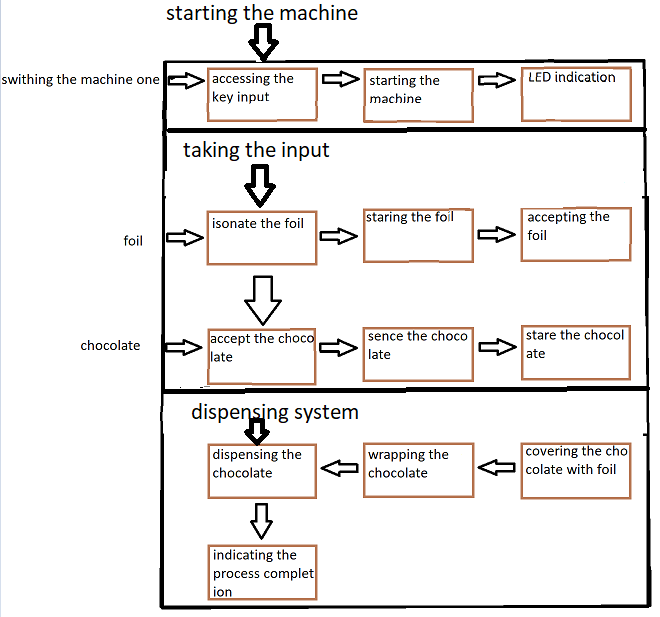 starting the machine
swithing the machine one
accessing the
key input
starting the
machine
LED indication
taking the input
foil
isonate the foil
staring the foil
accepting the
foil
chocolate
accept the choco
late
sence the choco
late
stare the chocol
ate
dispensing system
dispensing the
chocolate
wrapping the
chocolate
covering the cho
colate with foil
indicating the
process complet
ion